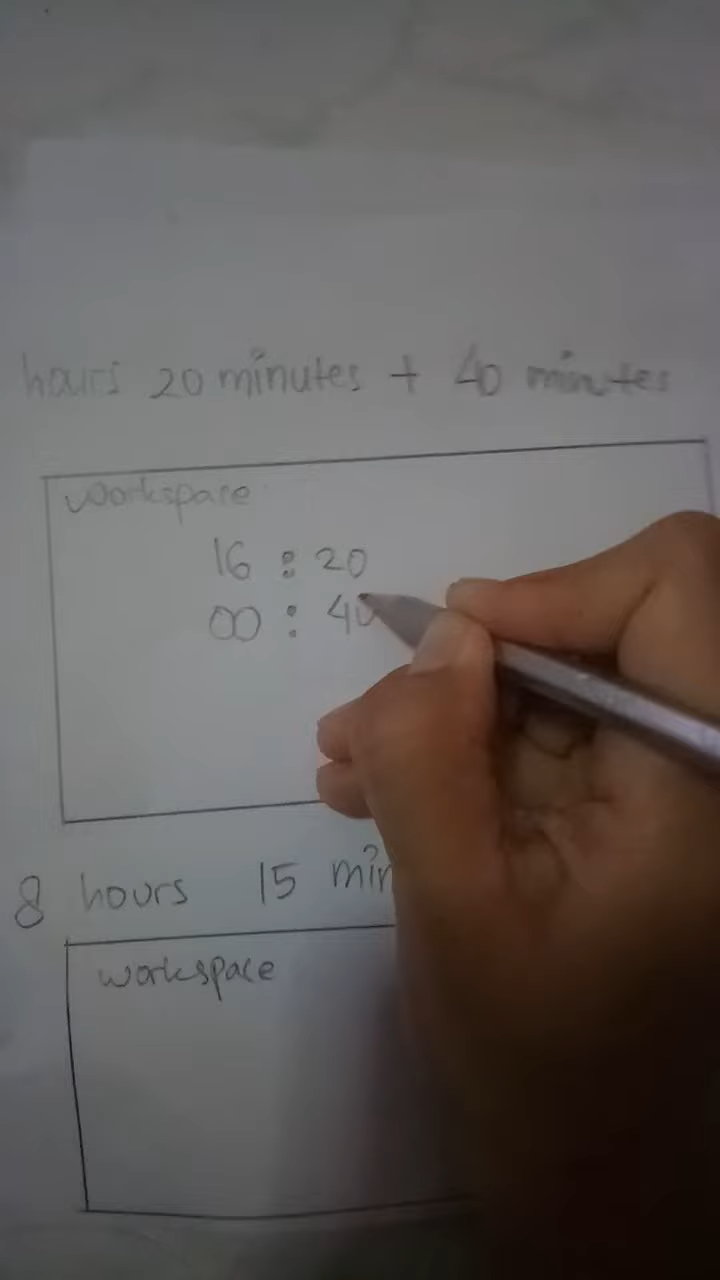 hours 20 minutes + 40 minutes
workspace
16 : 20
00 : 40
8 hours 15 min
workspace